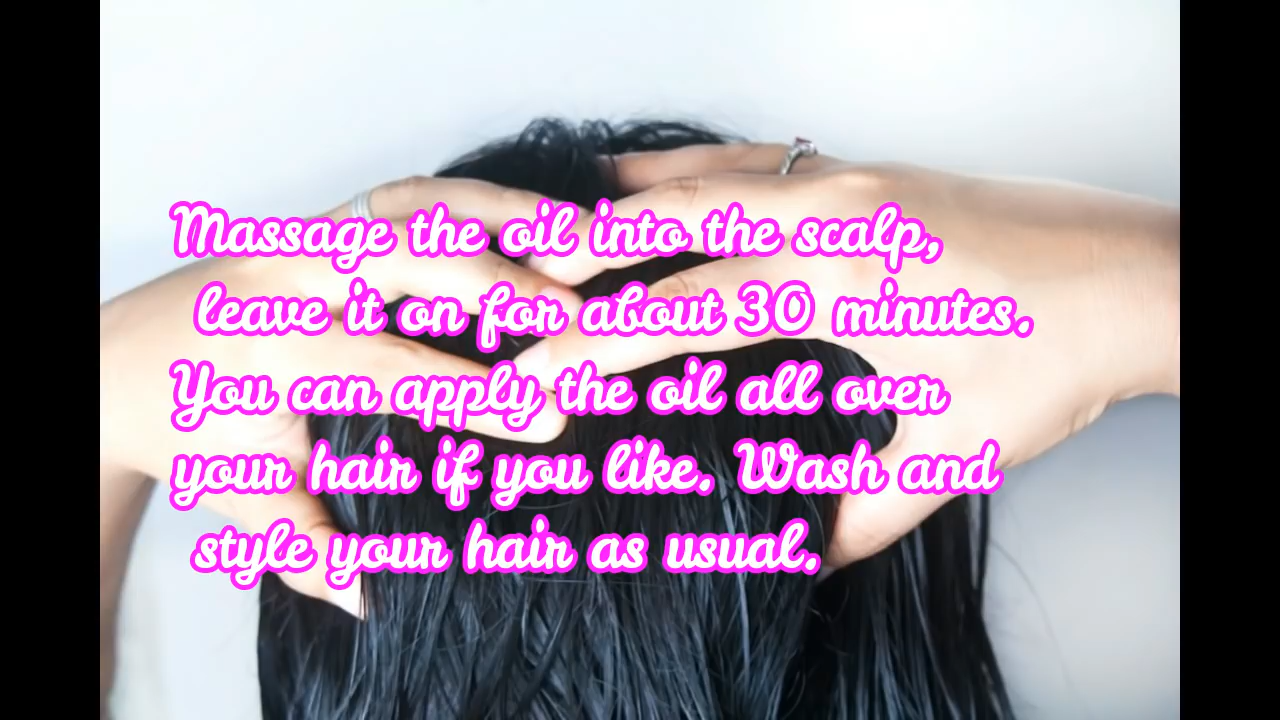 Massage the oil into the scalp,
leave it on for about 30 minutes.
You can apply the oil all over
your hair if you like. Wash and
style your hair as usual.